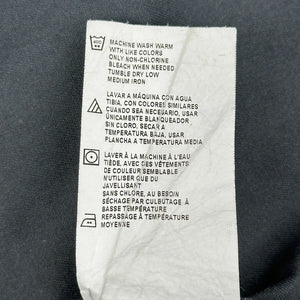 MACHINE WASH WARM
WITH LIKE COLORS
ONLY NON-CHLORINE
BLEACH WHEN NEEDED
TUMBLE DRY LOW
MEDIUM IRON
LAVAR A MÁQUINA CON AGUA
TIBIA, CON COLORES SIMILARES
CUANDO SEA NECESARIO, USAR
ÚNICAMENTE BLANQUEADOR
SIN CLORO, SECAR A
TEMPERATURA BAJA, USAR
PLANCHA A TEMPERATURA MEDIA
LAVER À LA MACHINE À L'EAU
TIÈDE, AVEC DES VÊTEMENTS
DE COULEUR SEMBLABLE
N'UTILISER QUE DU
JAVELLISANT
SANS CHLORE, AU BESOIN
SÉCHAGE PAR CULBUTAGE À
BASSE TEMPÉRATURE
REPASSAGE À TEMPÉRATURE
MOYENNE